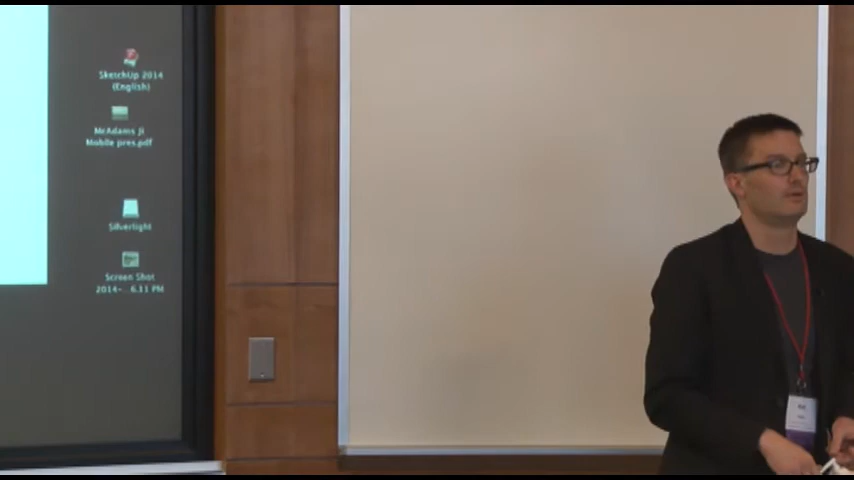 SketchUp 2014
(English)
McAdams Ji
Mobile pres.pdf
Silverlight
Screen Shot
2014-...6.11 PM